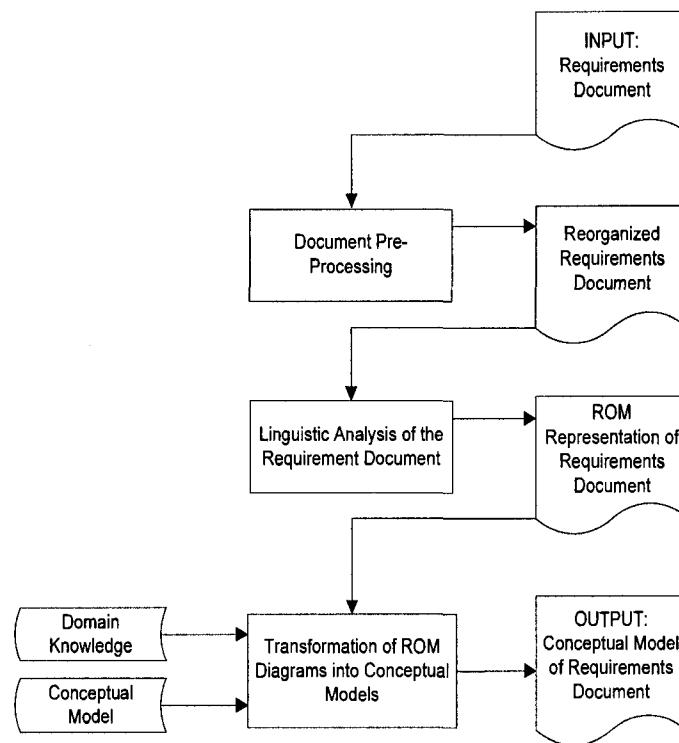 INPUT:
Requirements
Document
Document Pre-
Processing
Reorganized
Requirements
Document
Linguistic Analysis of the
Requirement Document
ROM
Representation of
Requirements
Document
Domain
Knowledge
Conceptual
Model
Transformation of ROM
Diagrams into Conceptual
Models
OUTPUT:
Conceptual Model
of Requirements
Document